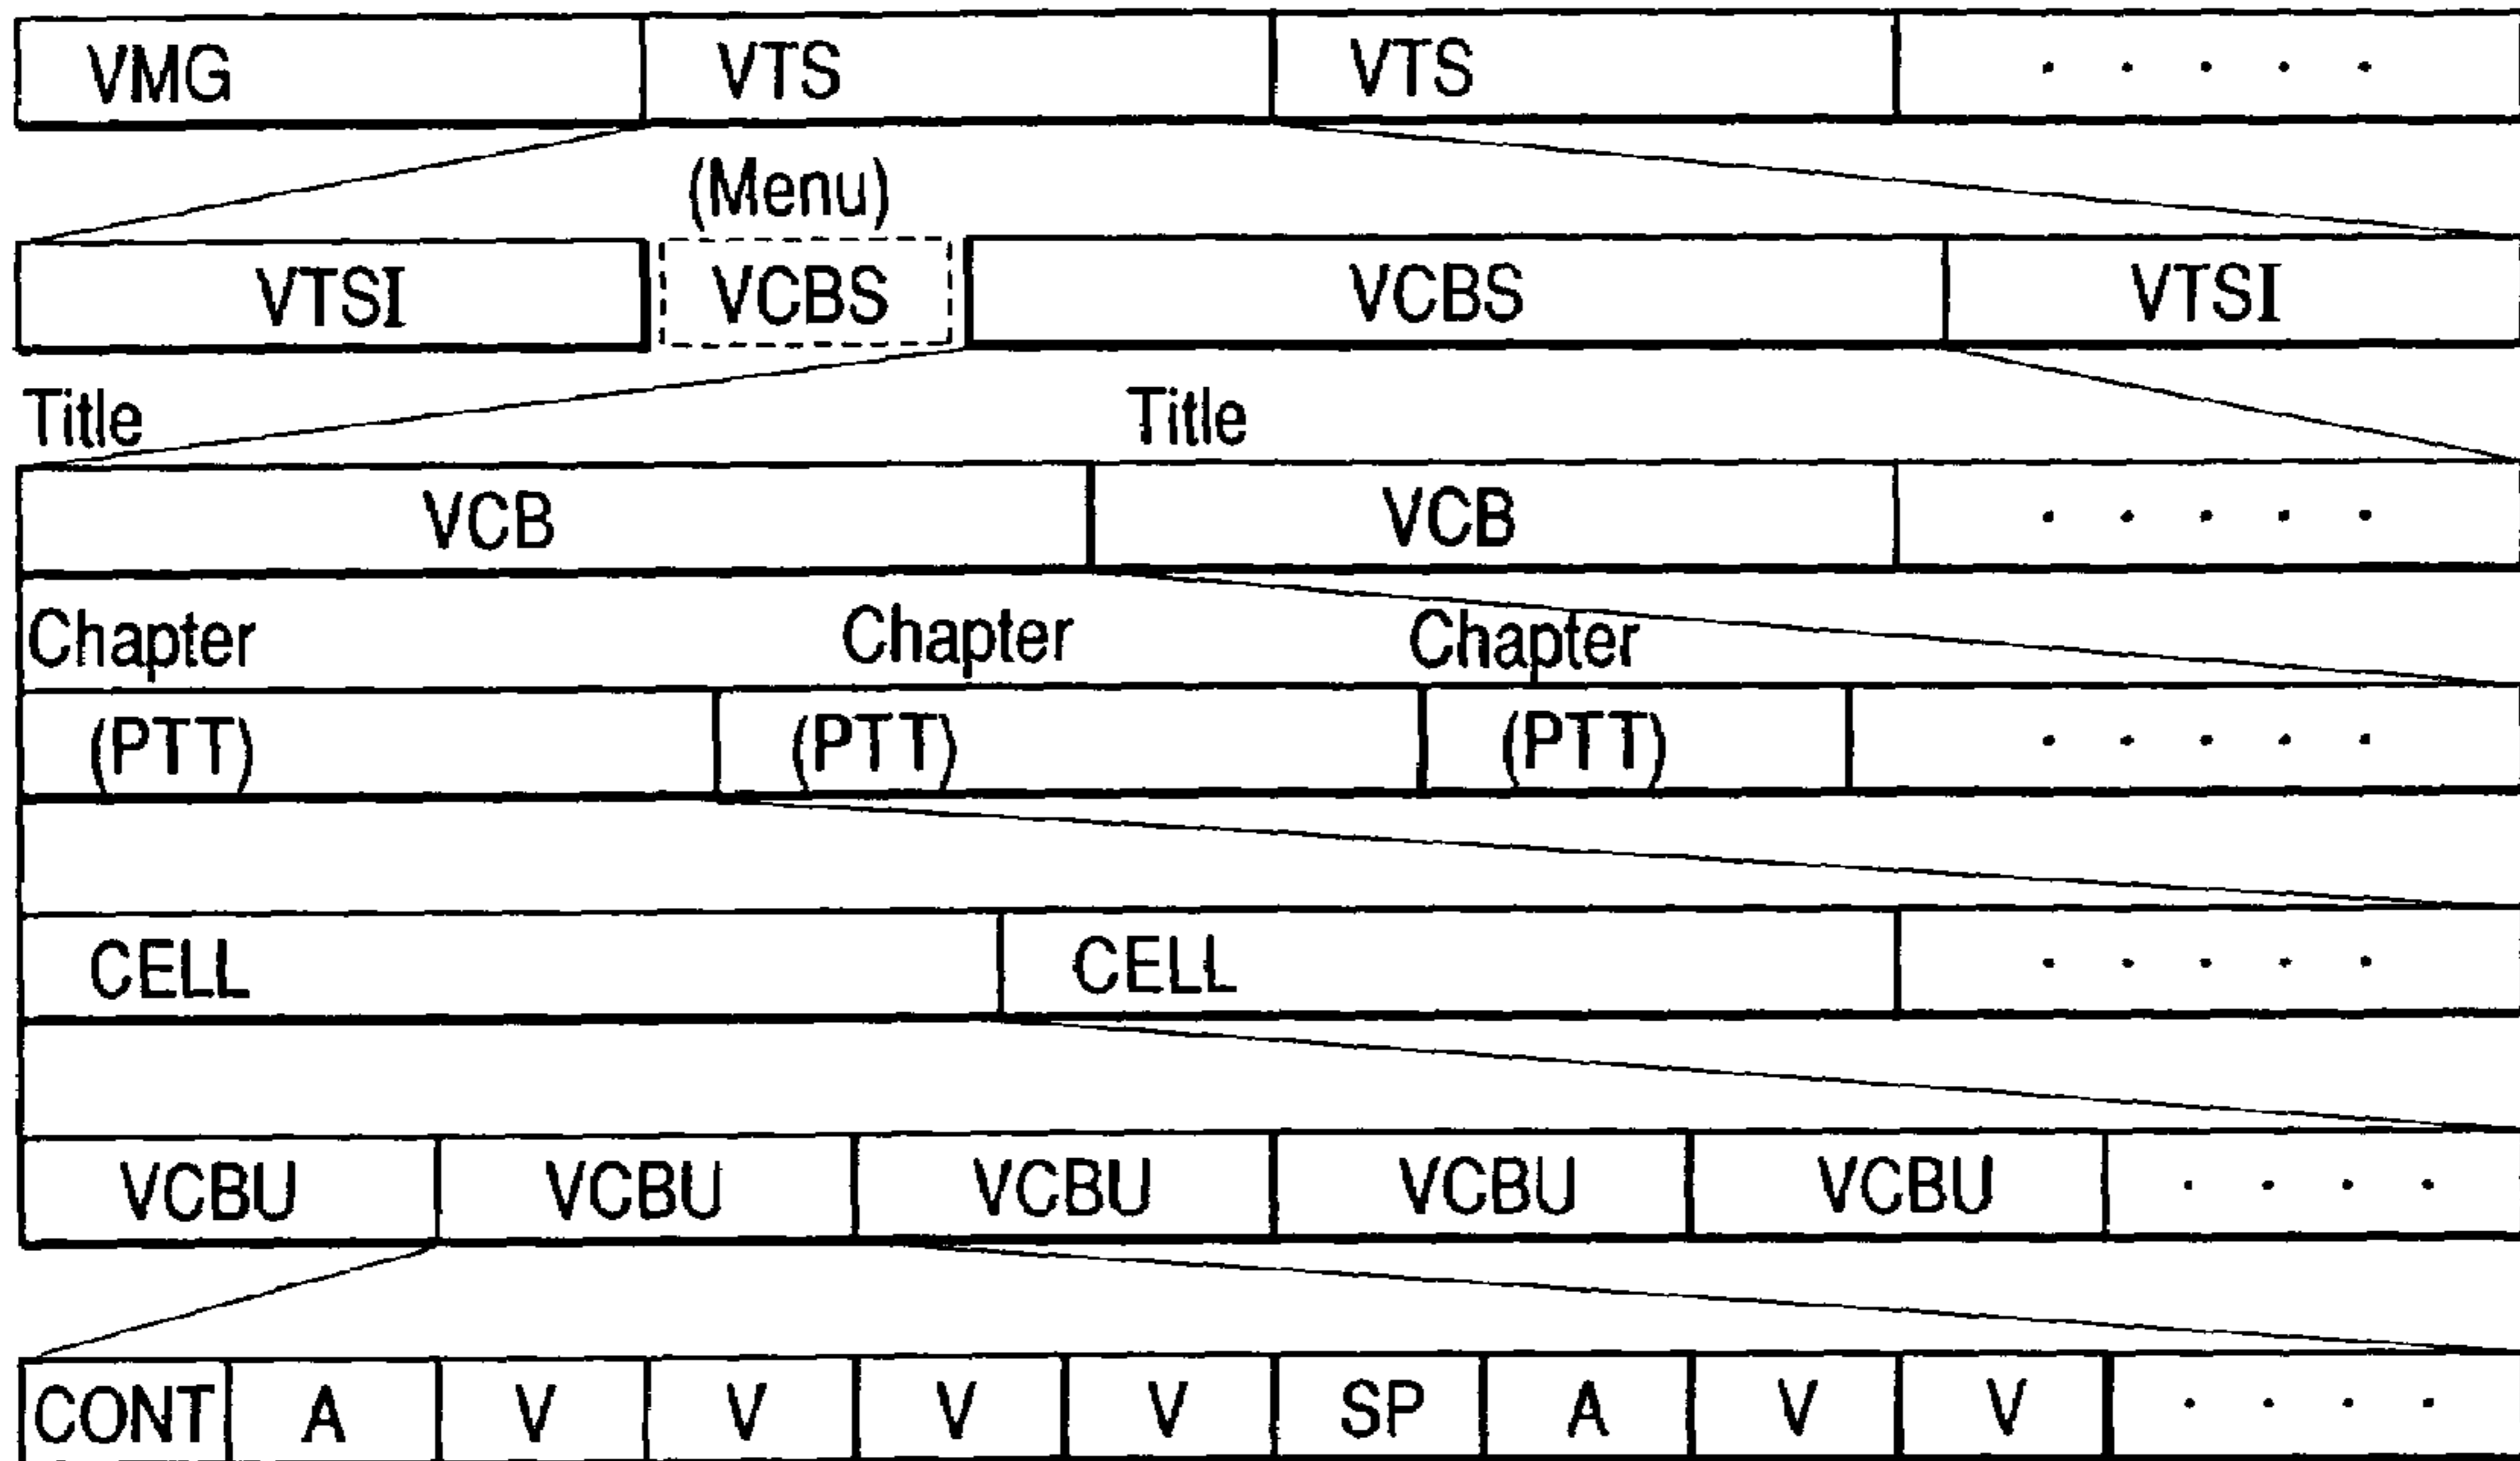 VMG VTS VTS . . . . .
(Menu)
VTSI VCBS VCBS VTSI
Title Title
VCB VCB . . . . .
Chapter Chapter Chapter
(PTT) (PTT) (PTT) . . . . .
CELL CELL . . . . .
VCBU VCBU VCBU VCBU VCBU . . . .
CONT A V V V V SP A V V . . . .